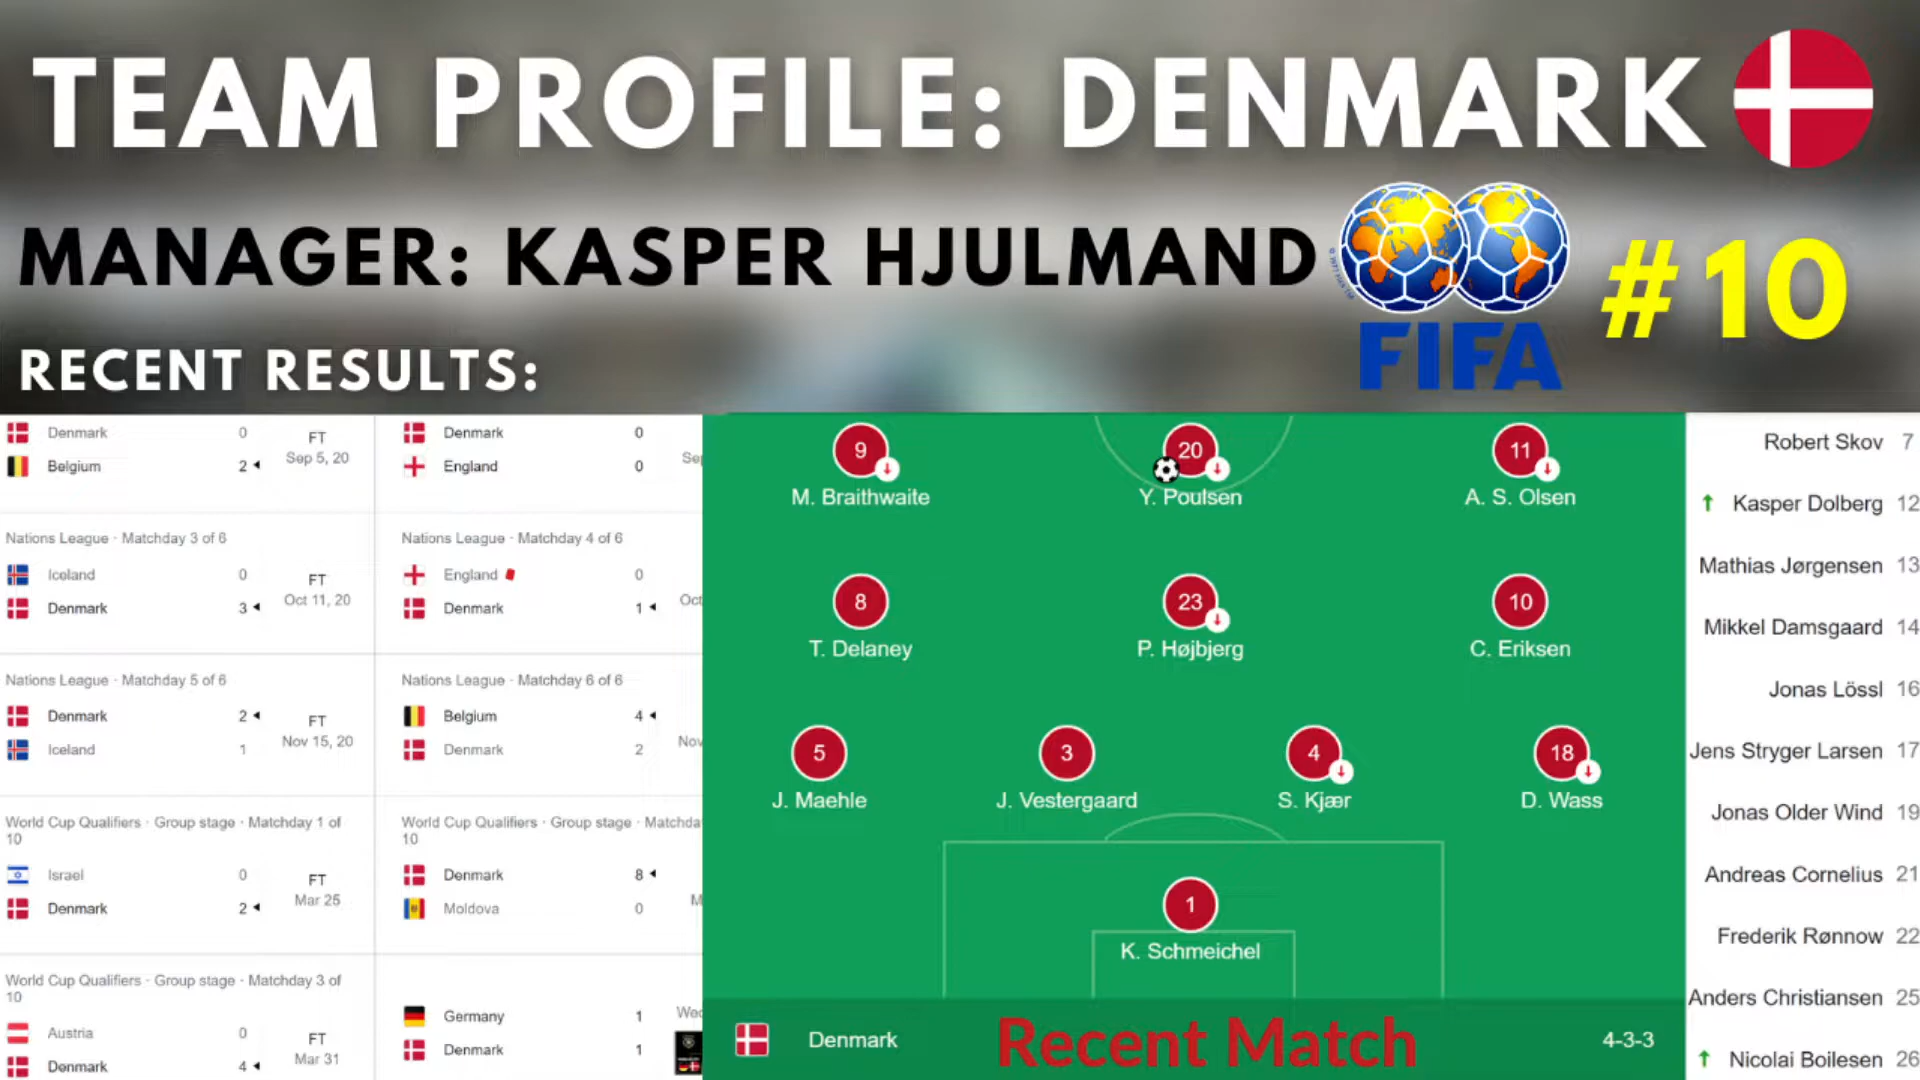 TEAM PROFILE: DENMARK
MANAGER: KASPER HJULMAND
FIFA
#10
RECENT RESULTS:
Denmark 0
Belgium 2
FT
Sep 5, 20
Denmark 0
England 0
Sep
Nations League · Matchday 3 of 6
Iceland 0
Denmark 3
FT
Oct 11, 20
Nations League · Matchday 4 of 6
England 0
Denmark 1
Oct
Nations League · Matchday 5 of 6
Denmark 2
Iceland 1
FT
Nov 15, 20
Nations League · Matchday 6 of 6
Belgium 4
Denmark 2
Nov
World Cup Qualifiers · Group stage · Matchday 1 of
10
Israel 0
Denmark 2
FT
Mar 25
World Cup Qualifiers · Group stage · Matchda
10
Denmark 8
Moldova 0
M
World Cup Qualifiers · Group stage · Matchday 3 of
10
Austria 0
Denmark 4
FT
Mar 31
Germany 1
Denmark 1
Wed
9
M. Braithwaite
20
Y. Poulsen
11
A. S. Olsen
8
T. Delaney
23
P. Højbjerg
10
C. Eriksen
5
J. Maehle
3
J. Vestergaard
4
S. Kjær
18
D. Wass
1
K. Schmeichel
Denmark
Recent Match
4-3-3
Robert Skov 7
Kasper Dolberg 12
Mathias Jørgensen 13
Mikkel Damsgaard 14
Jonas Lössl 16
Jens Stryger Larsen 17
Jonas Older Wind 19
Andreas Cornelius 21
Frederik Rønnow 22
Anders Christiansen 25
Nicolai Boilesen 26